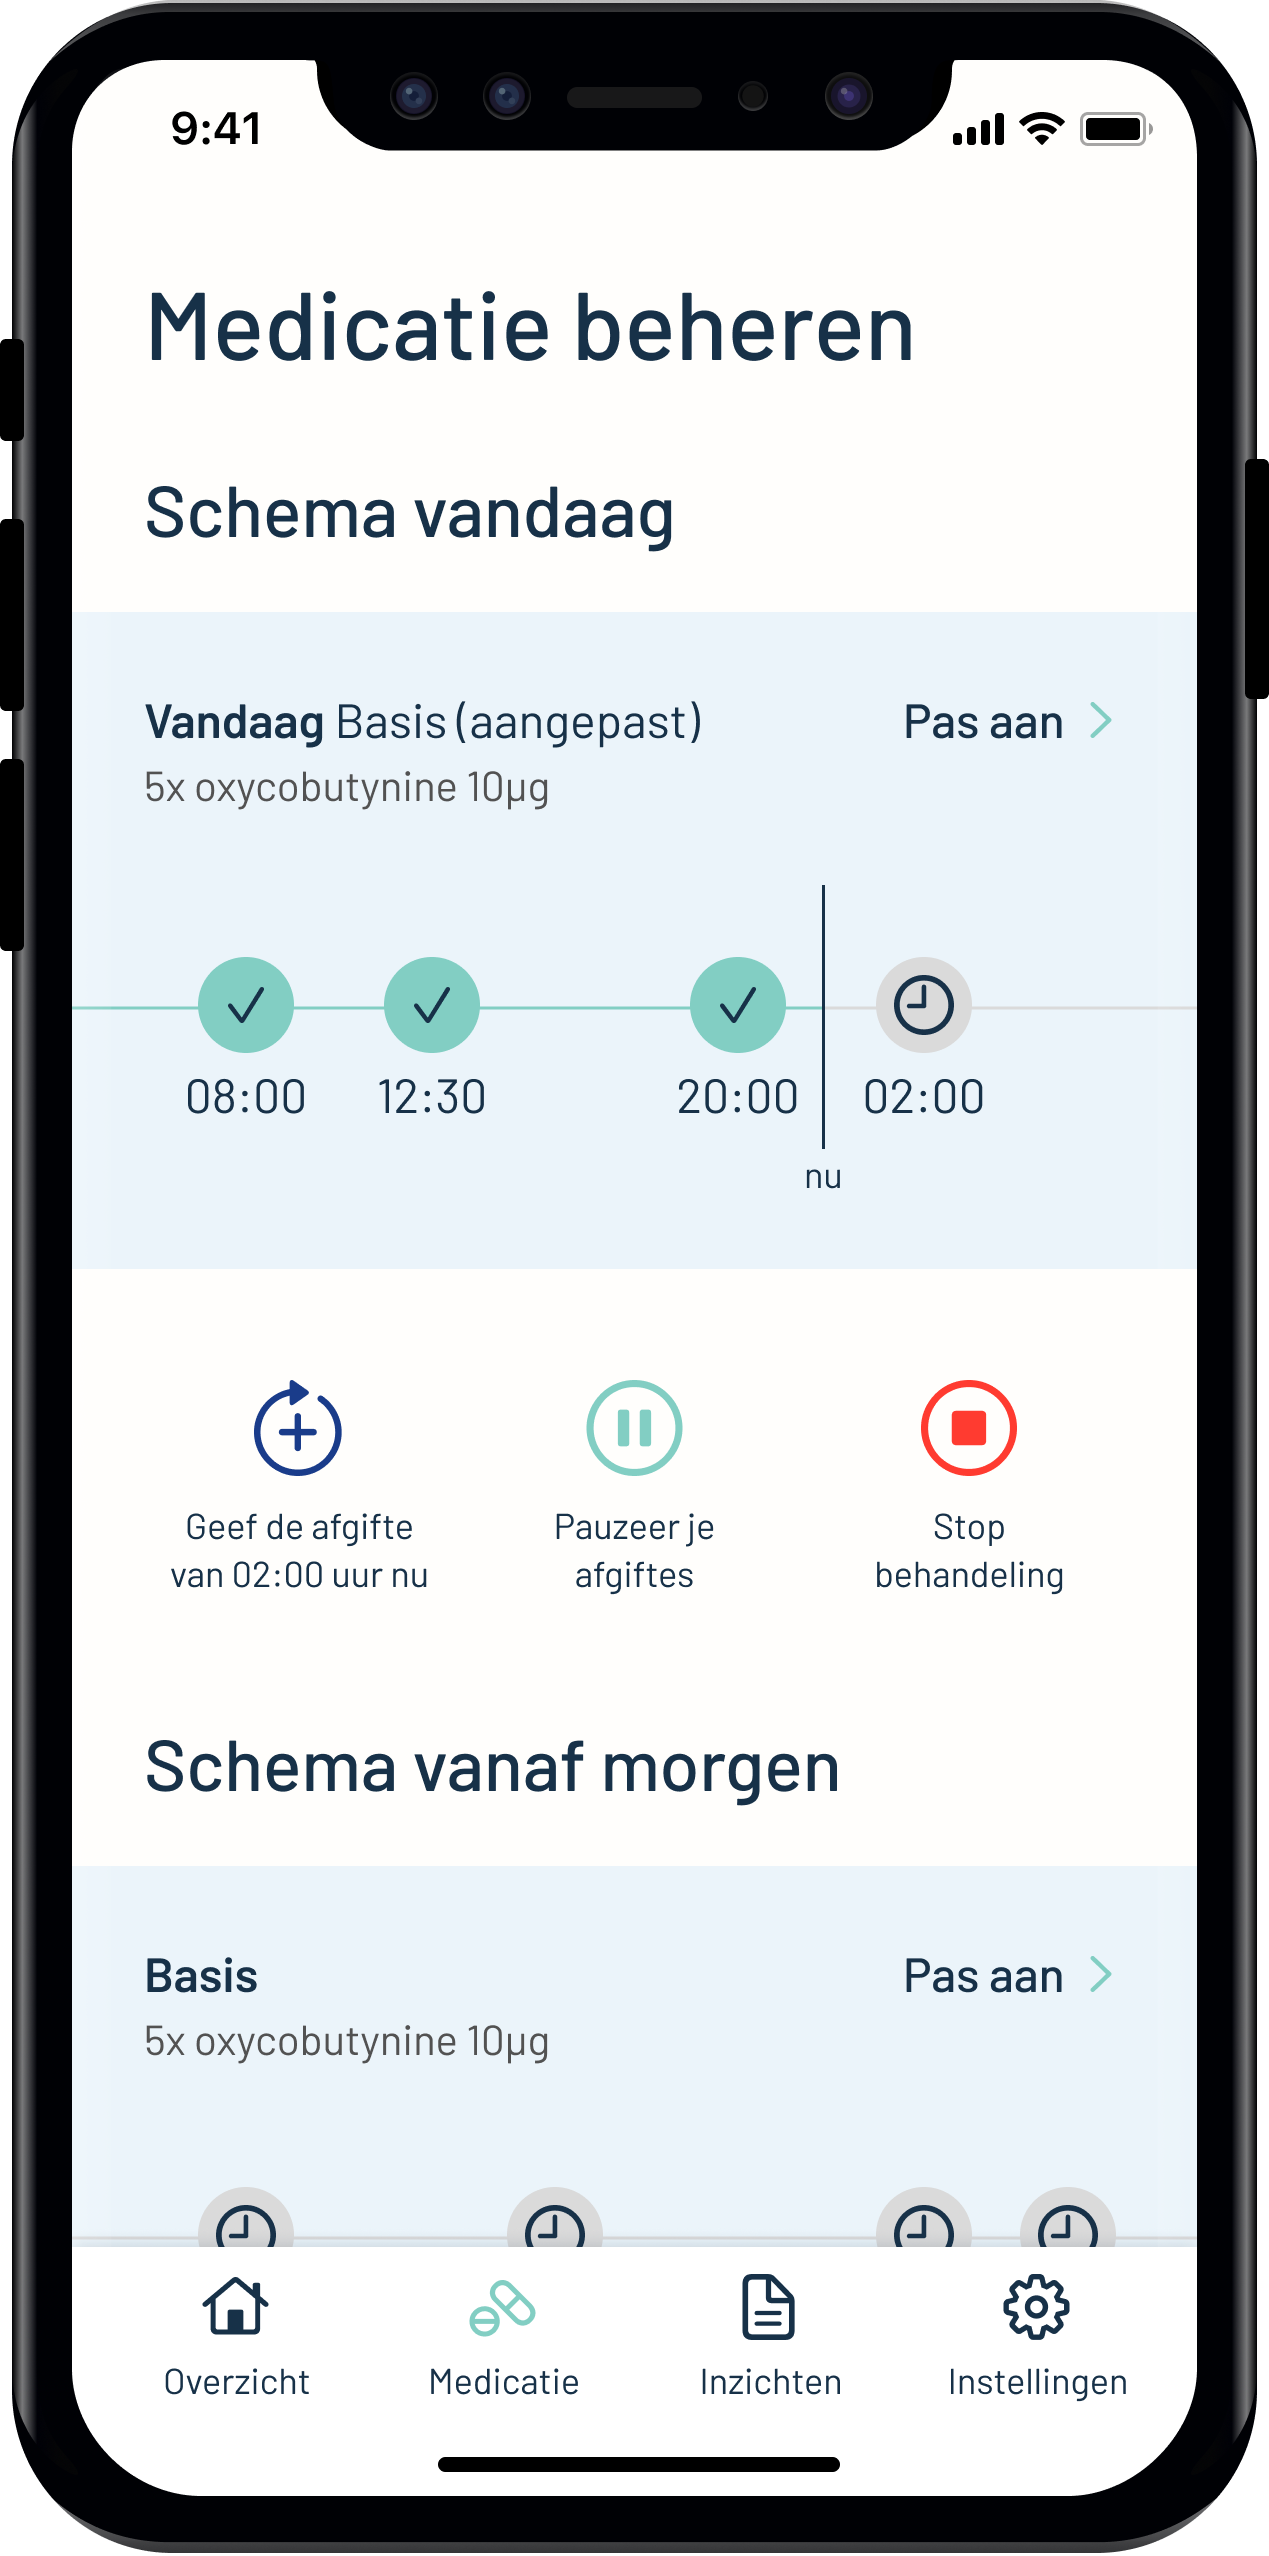 9:41
Medicatie beheren
Schema vandaag
Vandaag Basis (aangepast) Pas aan
5x oxycobutynine 10µg
08:00 12:30 20:00 02:00
nu
Geef de afgifte
van 02:00 uur nu
Pauzeer je
afgiftes
Stop
behandeling
Schema vanaf morgen
Basis Pas aan
5x oxycobutynine 10µg
Overzicht Medicatie Inzichten Instellingen